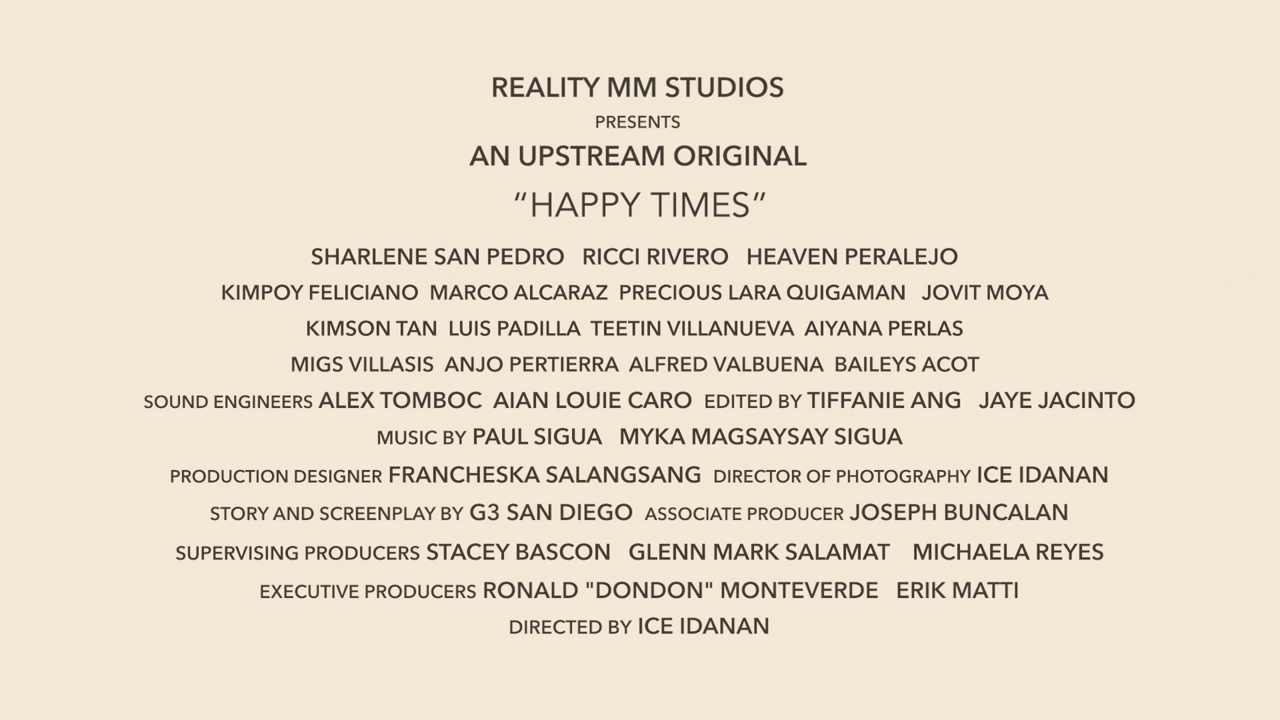 REALITY MM STUDIOS
PRESENTS
AN UPSTREAM ORIGINAL
“HAPPY TIMES”
SHARLENE SAN PEDRO RICCI RIVERO HEAVEN PERALEJO
KIMPOY FELICIANO MARCO ALCARAZ PRECIOUS LARA QUIGAMAN JOVIT MOYA
KIMSON TAN LUIS PADILLA TEETIN VILLANUEVA AIYANA PERLAS
MIGS VILLASIS ANJO PERTIERRA ALFRED VALBUENA BAILEYS ACOT
SOUND ENGINEERS ALEX TOMBOC AIAN LOUIE CARO EDITED BY TIFFANIE ANG JAYE JACINTO
MUSIC BY PAUL SIGUA MYKA MAGSAYSAY SIGUA
PRODUCTION DESIGNER FRANCHESKA SALANGSANG DIRECTOR OF PHOTOGRAPHY ICE IDANAN
STORY AND SCREENPLAY BY G3 SAN DIEGO ASSOCIATE PRODUCER JOSEPH BUNCALAN
SUPERVISING PRODUCERS STACEY BASCON GLENN MARK SALAMAT MICHAELA REYES
EXECUTIVE PRODUCERS RONALD "DONDON" MONTEVERDE ERIK MATTI
DIRECTED BY ICE IDANAN